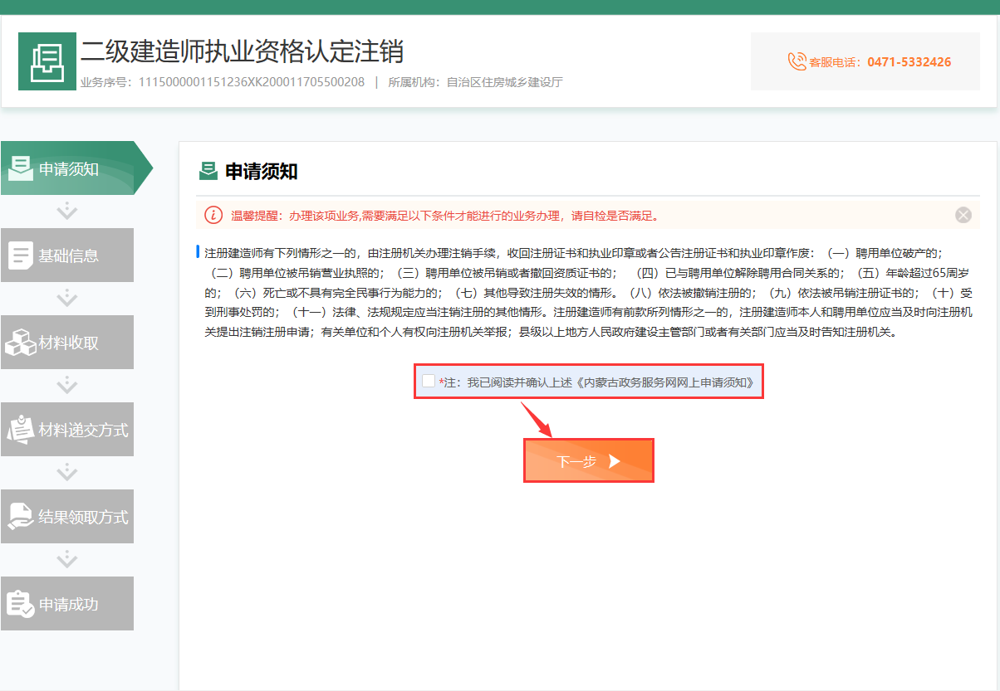 二级建造师执业资格认定注销
业务序号：1115000001151236XK200011705500208 | 所属机构：自治区住房城乡建设厅
客服电话：0471-5332426
申请须知
基础信息
材料收取
材料递交方式
结果领取方式
申请成功
申请须知
温馨提醒：办理该项业务,需要满足以下条件才能进行的业务办理，请自检是否满足。
注册建造师有下列情形之一的，由注册机关办理注销手续，收回注册证书和执业印章或者公告注册证书和执业印章作废：（一）聘用单位破产的；
（二）聘用单位被吊销营业执照的；（三）聘用单位被吊销或者撤回资质证书的； （四）已与聘用单位解除聘用合同关系的；（五）年龄超过65周岁
的；（六）死亡或不具有完全民事行为能力的；（七）其他导致注册失效的情形。（八）依法被撤销注册的；（九）依法被吊销注册证书的；（十）受
到刑事处罚的；（十一）法律、法规规定应当注销注册的其他情形。注册建造师有前款所列情形之一的，注册建造师本人和聘用单位应当及时向注册机
关提出注销注册申请；有关单位和个人有权向注册机关举报；县级以上地方人民政府建设主管部门或者有关部门应当及时告知注册机关。
*注：我已阅读并确认上述《内蒙古政务服务网网上申请须知》
下一步